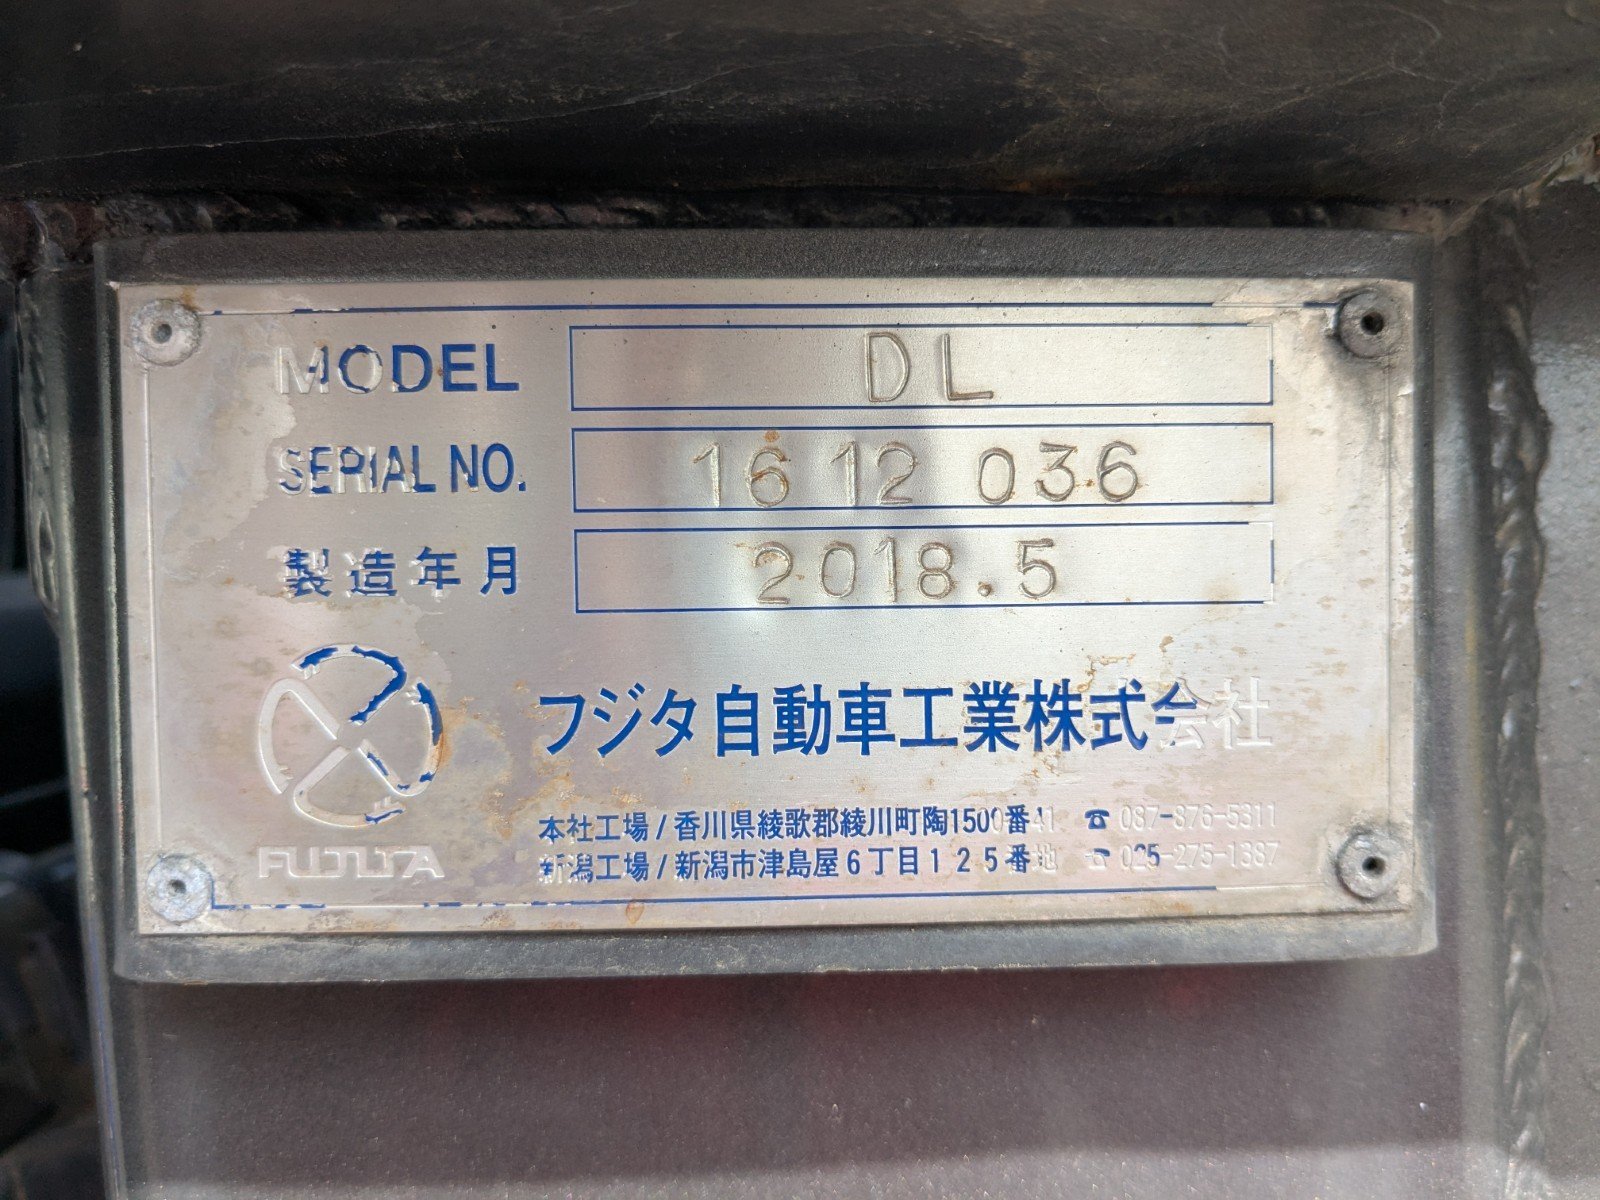 MODEL DL
SERIAL NO. 16 12 036
製造年月 2018.5
フジタ自動車工業株式会社
FUJITA
本社工場/香川県綾歌郡綾川町陶1500番41 ☎ 087-876-5311
新潟工場/新潟市津島屋6丁目125番地 ☎ 025-275-1387